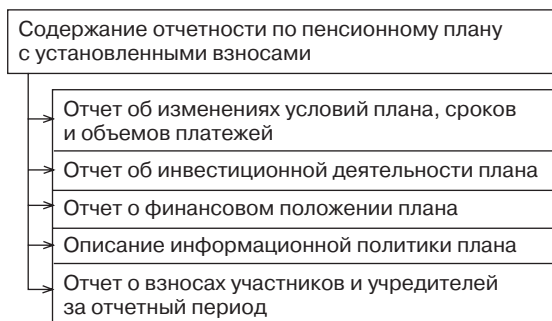 Содержание отчетности по пенсионному плану
с установленными взносами
Отчет об изменениях условий плана, сроков
и объемов платежей
Отчет об инвестиционной деятельности плана
Отчет о финансовом положении плана
Описание информационной политики плана
Отчет о взносах участников и учредителей
за отчетный период